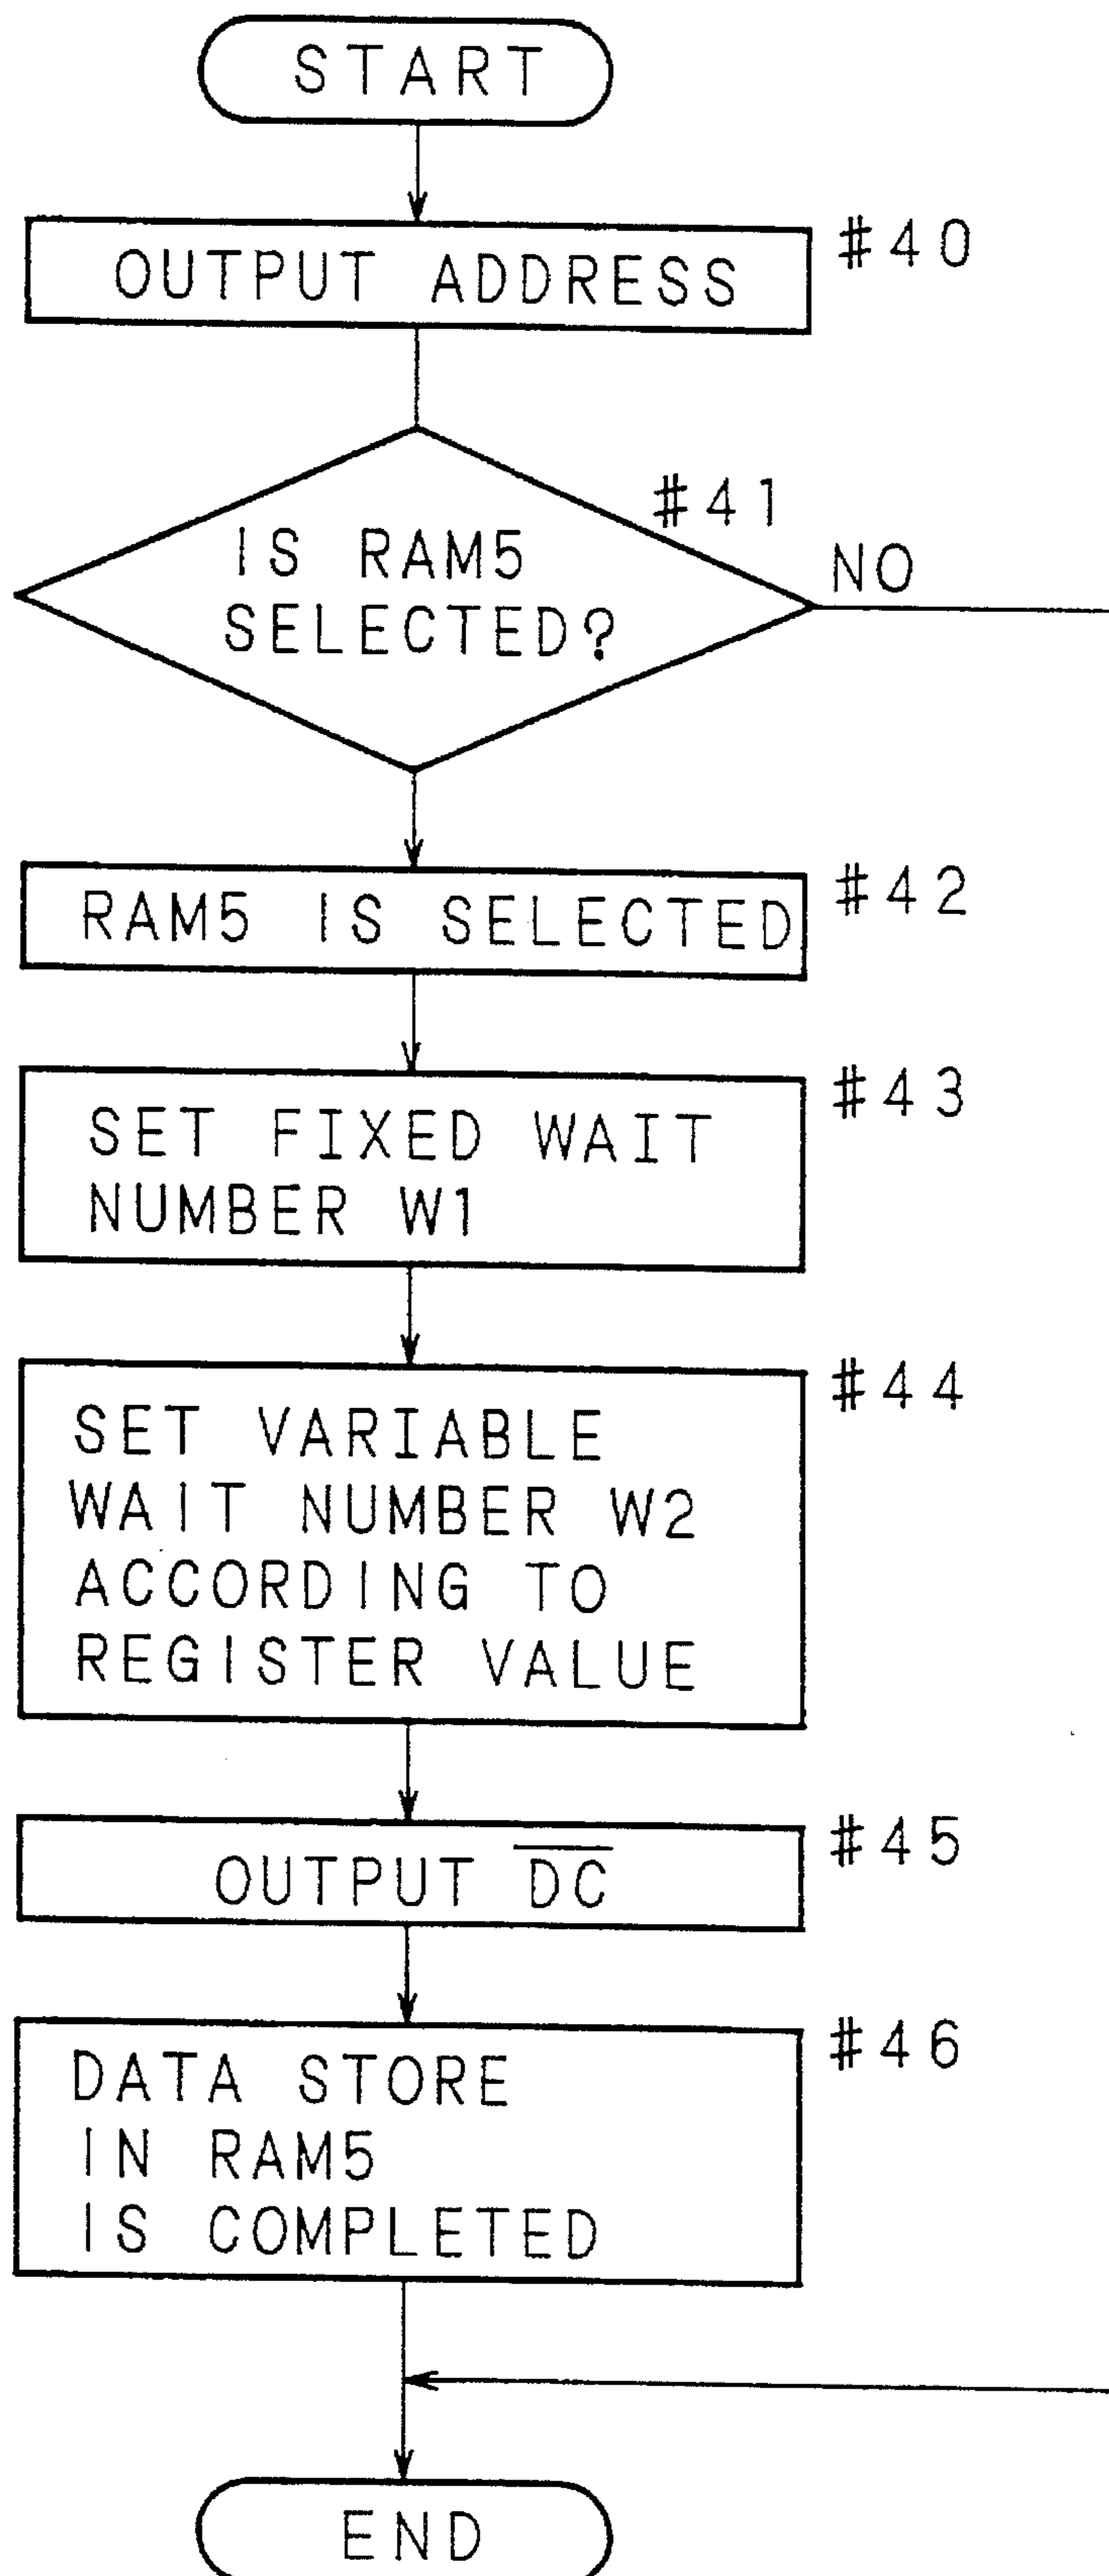 START
OUTPUT ADDRESS
#40
#41
IS RAM5
SELECTED?
NO
RAM5 IS SELECTED
#42
SET FIXED WAIT
NUMBER W1
#43
SET VARIABLE
WAIT NUMBER W2
ACCORDING TO
REGISTER VALUE
#44
OUTPUT D̅C̅
#45
DATA STORE
IN RAM5
IS COMPLETED
#46
END